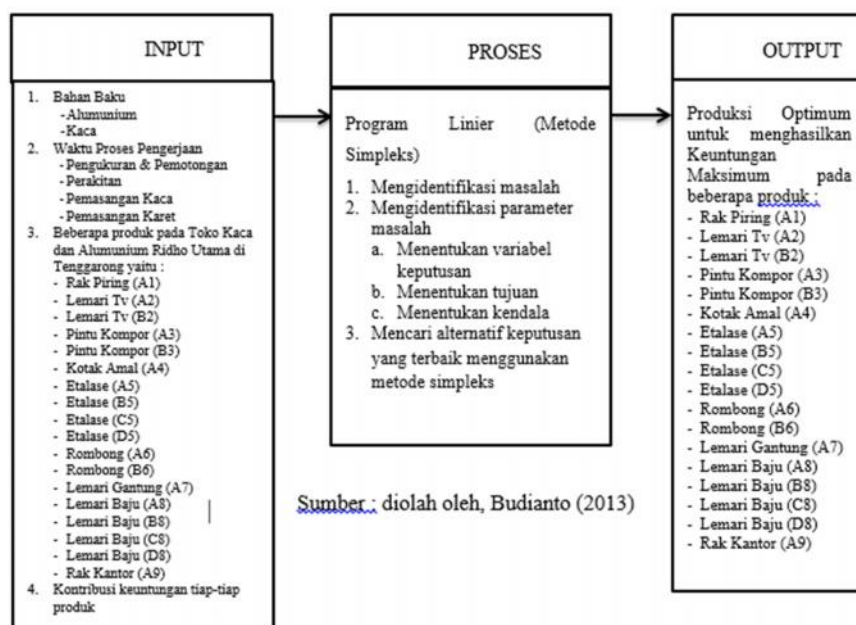 INPUT
1. Bahan Baku
-Alumunium
-Kaca
2. Waktu Proses Pengerjaan
-Pengukuran & Pemotongan
-Perakitan
-Pemasangan Kaca
-Pemasangan Karet
3. Beberapa produk pada Toko Kaca
dan Alumunium Ridho Utama di
Tenggarong yaitu :
- Rak Piring (A1)
- Lemari Tv (A2)
- Lemari Tv (B2)
- Pintu Kompor (A3)
- Pintu Kompor (B3)
- Kotak Amal (A4)
- Etalase (A5)
- Etalase (B5)
- Etalase (C5)
- Etalase (D5)
- Rombong (A6)
- Rombong (B6)
- Lemari Gantung (A7)
- Lemari Baju (A8)
- Lemari Baju (B8)
- Lemari Baju (C8)
- Lemari Baju (D8)
- Rak Kantor (A9)
4. Kontribusi keuntungan tiap-tiap
produk
PROSES
Program Linier (Metode
Simpleks)
1. Mengidentifikasi masalah
2. Mengidentifikasi parameter
masalah
a. Menentukan variabel
keputusan
b. Menentukan tujuan
c. Menentukan kendala
3. Mencari alternatif keputusan
yang terbaik menggunakan
metode simpleks
Sumber : diolah oleh, Budianto (2013)
OUTPUT
Produksi Optimum
untuk menghasilkan
Keuntungan
Maksimum pada
beberapa produk :
- Rak Piring (A1)
- Lemari Tv (A2)
- Lemari Tv (B2)
- Pintu Kompor (A3)
- Pintu Kompor (B3)
- Kotak Amal (A4)
- Etalase (A5)
- Etalase (B5)
- Etalase (C5)
- Etalase (D5)
- Rombong (A6)
- Rombong (B6)
- Lemari Gantung (A7)
- Lemari Baju (A8)
- Lemari Baju (B8)
- Lemari Baju (C8)
- Lemari Baju (D8)
- Rak Kantor (A9)